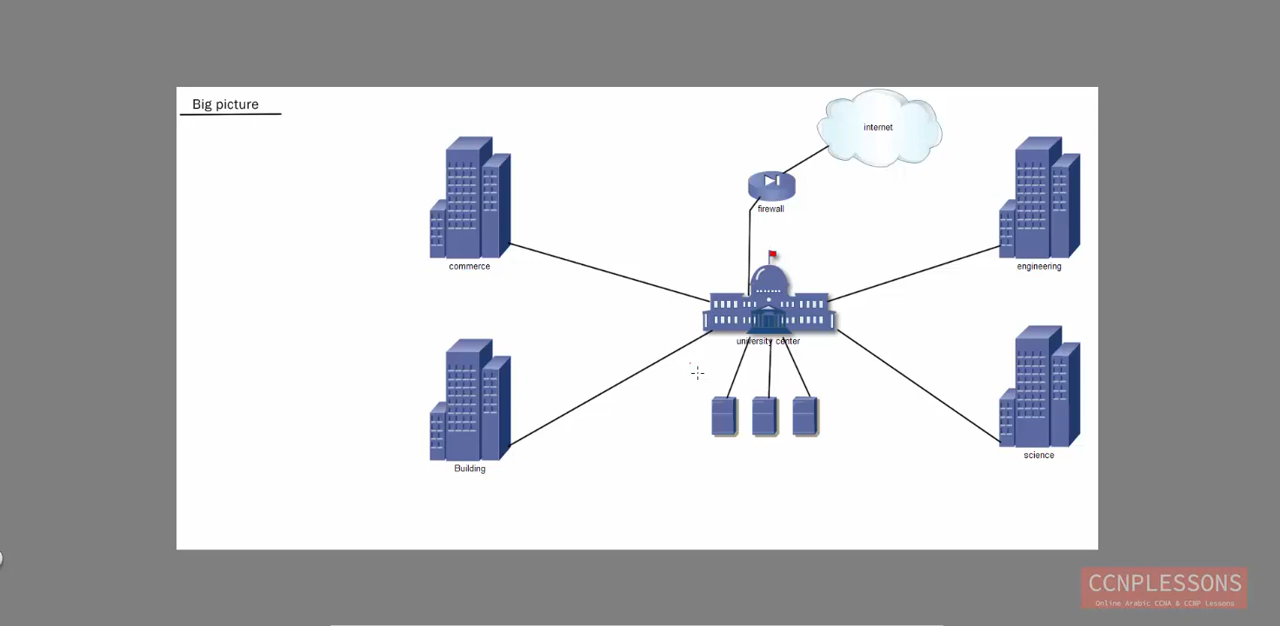 Big picture
internet
firewall
commerce
engineering
university center
Building
science
CCNPLESSONS
Online Arabic CCNA & CCNP Lessons